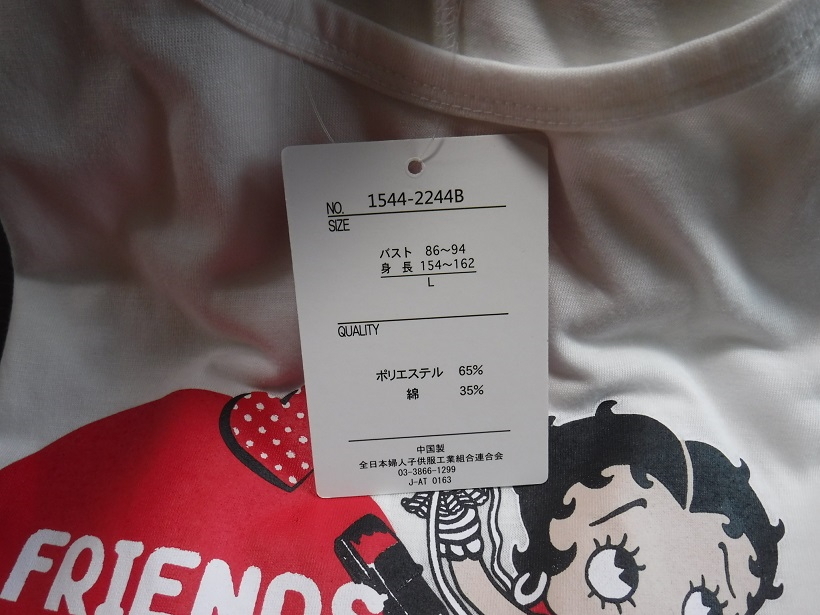 NO. 1544-2244B
SIZE
バスト 86～94
身 長 154～162
L
QUALITY
ポリエステル 65%
綿 35%
中国製
全日本婦人子供服工業組合連合会
03-3866-1299
J-AT 0163
FRIENDS